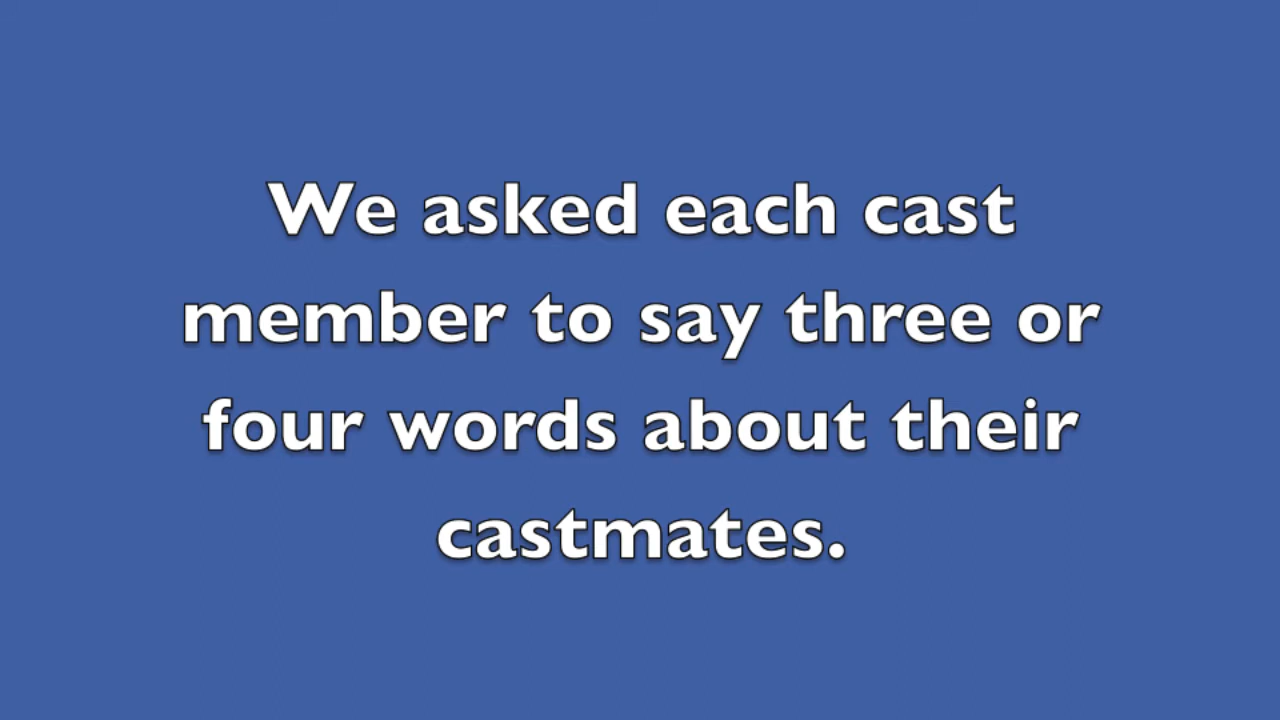 We asked each cast
member to say three or
four words about their
castmates.